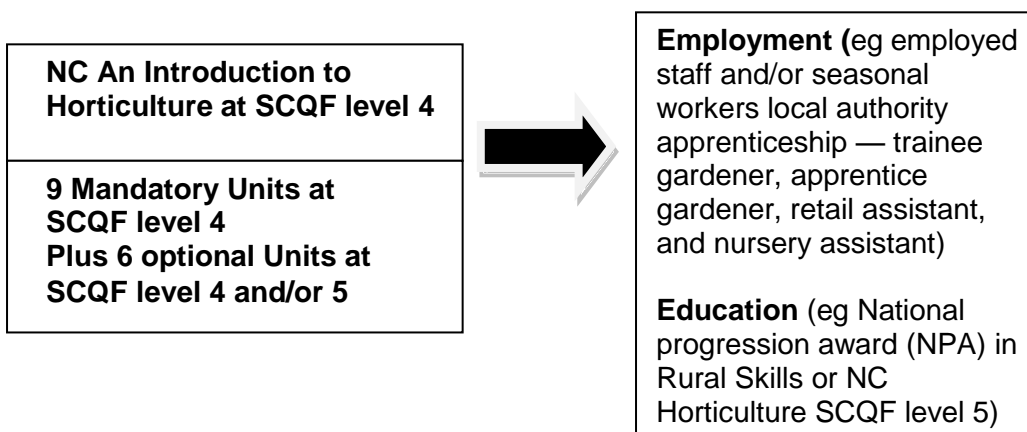 NC An Introduction to
Horticulture at SCQF level 4
9 Mandatory Units at
SCQF level 4
Plus 6 optional Units at
SCQF level 4 and/or 5
Employment (eg employed
staff and/or seasonal
workers local authority
apprenticeship — trainee
gardener, apprentice
gardener, retail assistant,
and nursery assistant)
Education (eg National
progression award (NPA) in
Rural Skills or NC
Horticulture SCQF level 5)